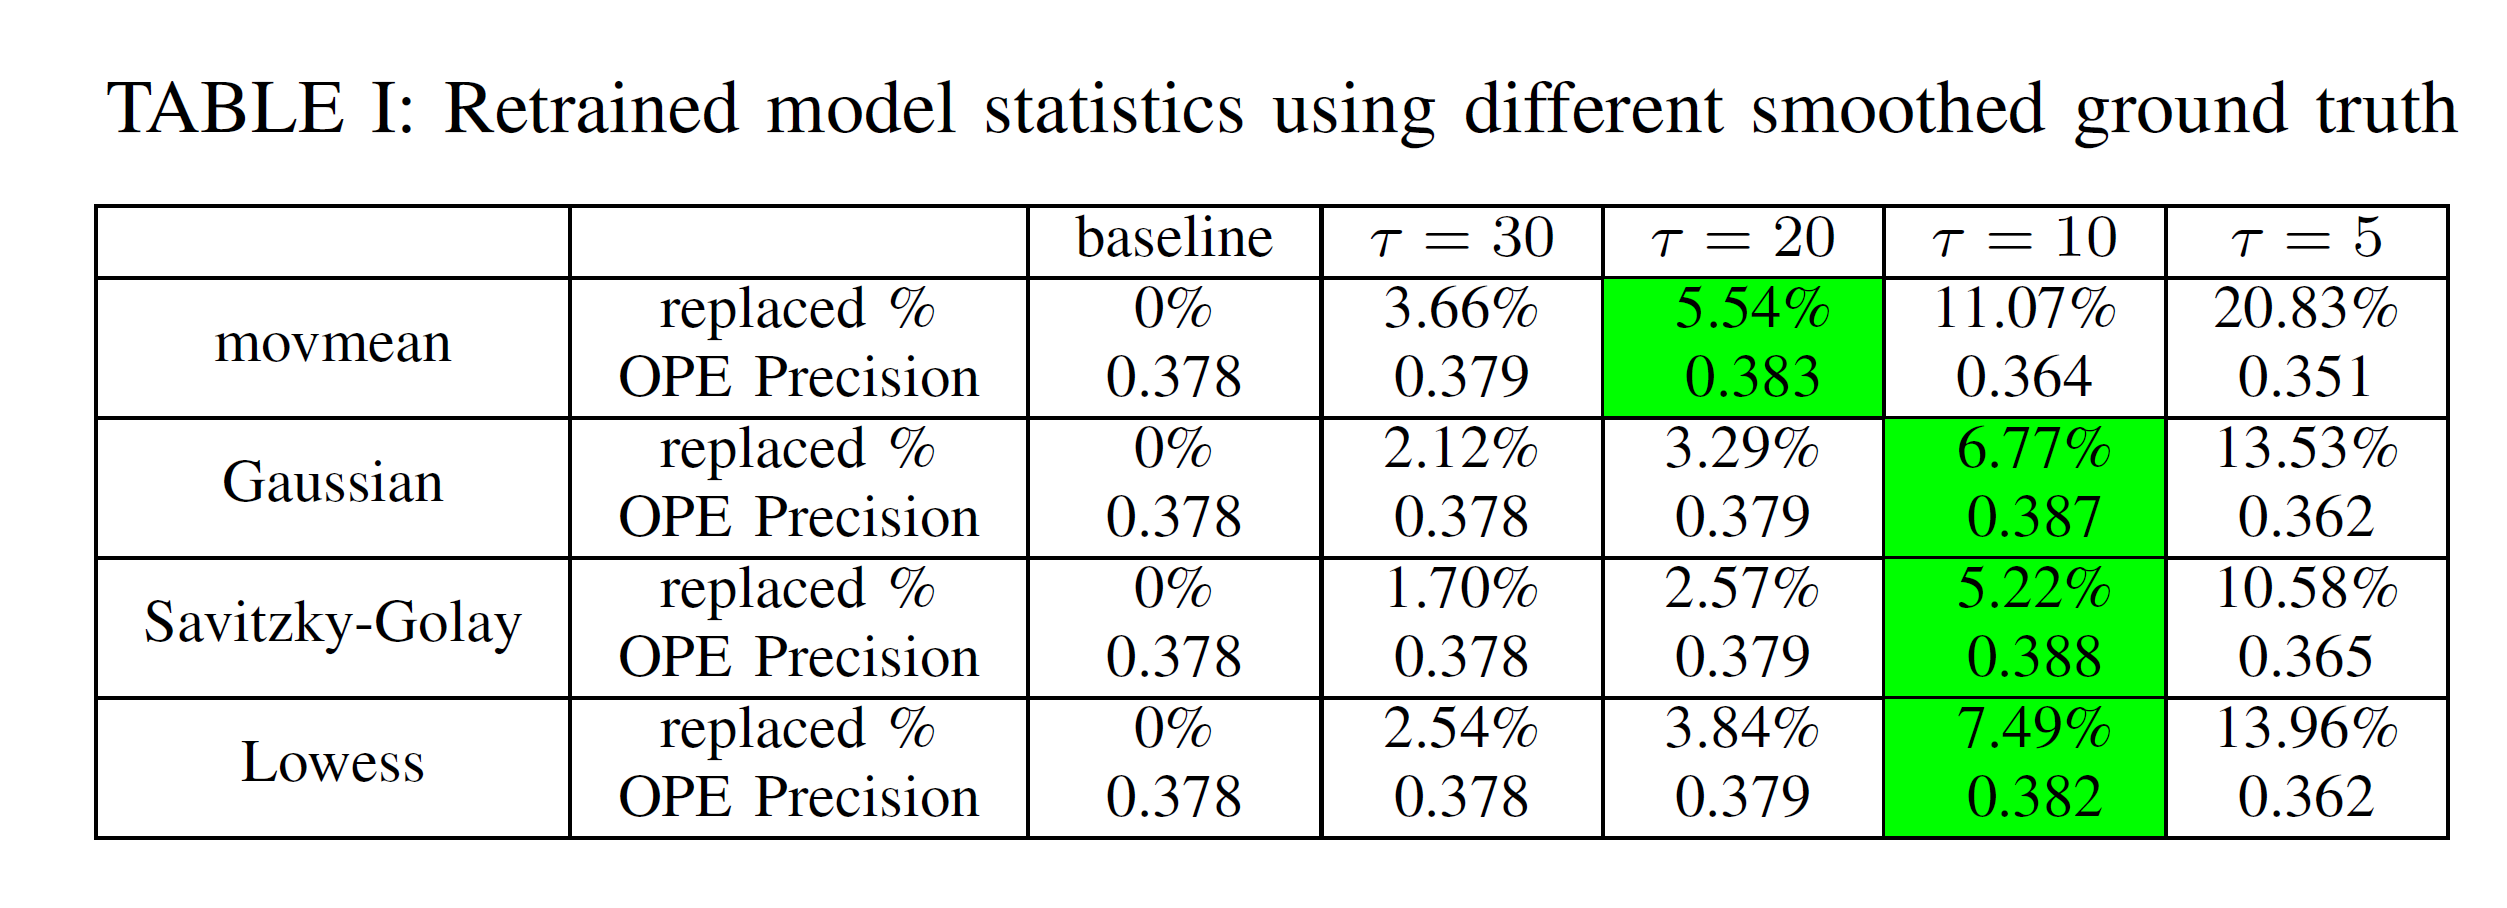 TABLE I: Retrained model statistics using different smoothed ground truth
baseline τ = 30 τ = 20 τ = 10 τ = 5
movmean
replaced % 0% 3.66% 5.54% 11.07% 20.83%
OPE Precision 0.378 0.379 0.383 0.364 0.351
Gaussian
replaced % 0% 2.12% 3.29% 6.77% 13.53%
OPE Precision 0.378 0.378 0.379 0.387 0.362
Savitzky-Golay
replaced % 0% 1.70% 2.57% 5.22% 10.58%
OPE Precision 0.378 0.378 0.379 0.388 0.365
Lowess
replaced % 0% 2.54% 3.84% 7.49% 13.96%
OPE Precision 0.378 0.378 0.379 0.382 0.362